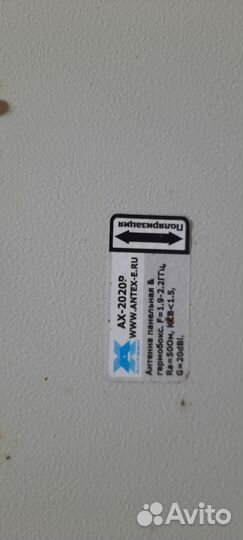 Поляризация
AX-2020P
WWW.ANTEX-E.RU
Антенна панельная &
гермобокс. F=1.9-2.2ГГц,
Ra=50Ом, КСВ<1.5,
G=20dBi.
Avito